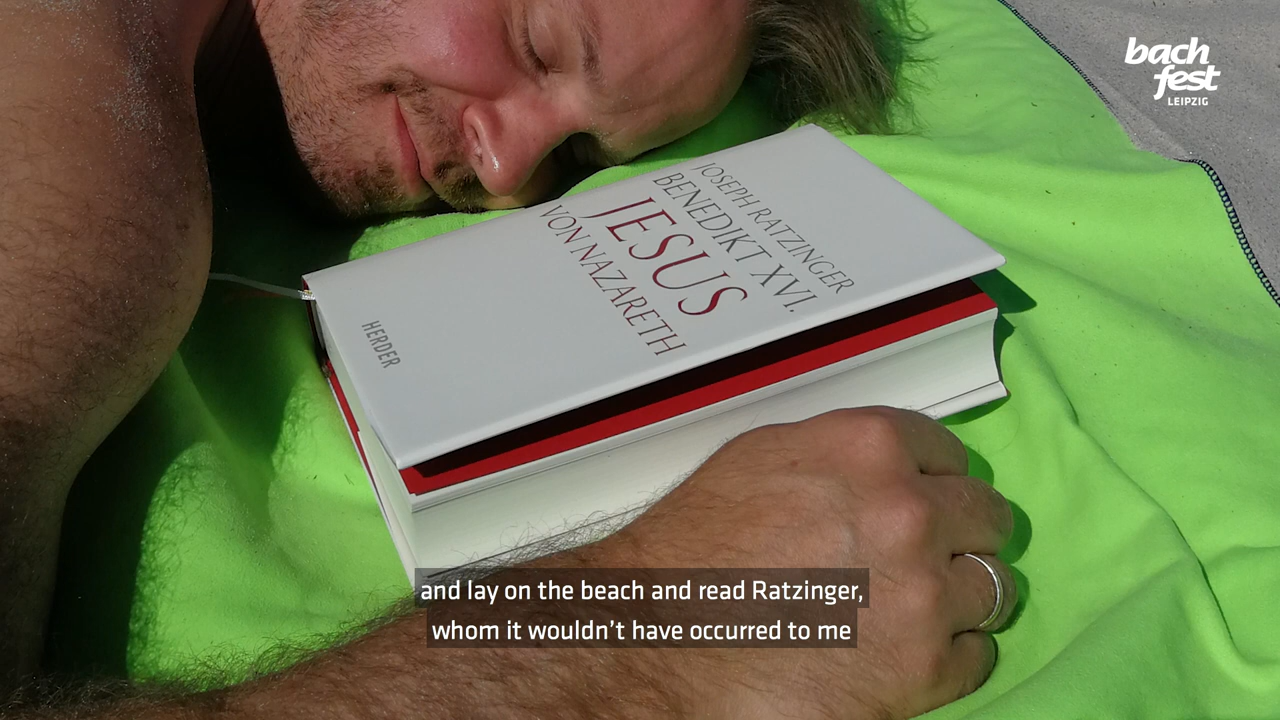 bach
fest
LEIPZIG
JOSEPH RATZINGER
BENEDIKT XVI.
JESUS
VON NAZARETH
HERDER
and lay on the beach and read Ratzinger,
whom it wouldn't have occurred to me